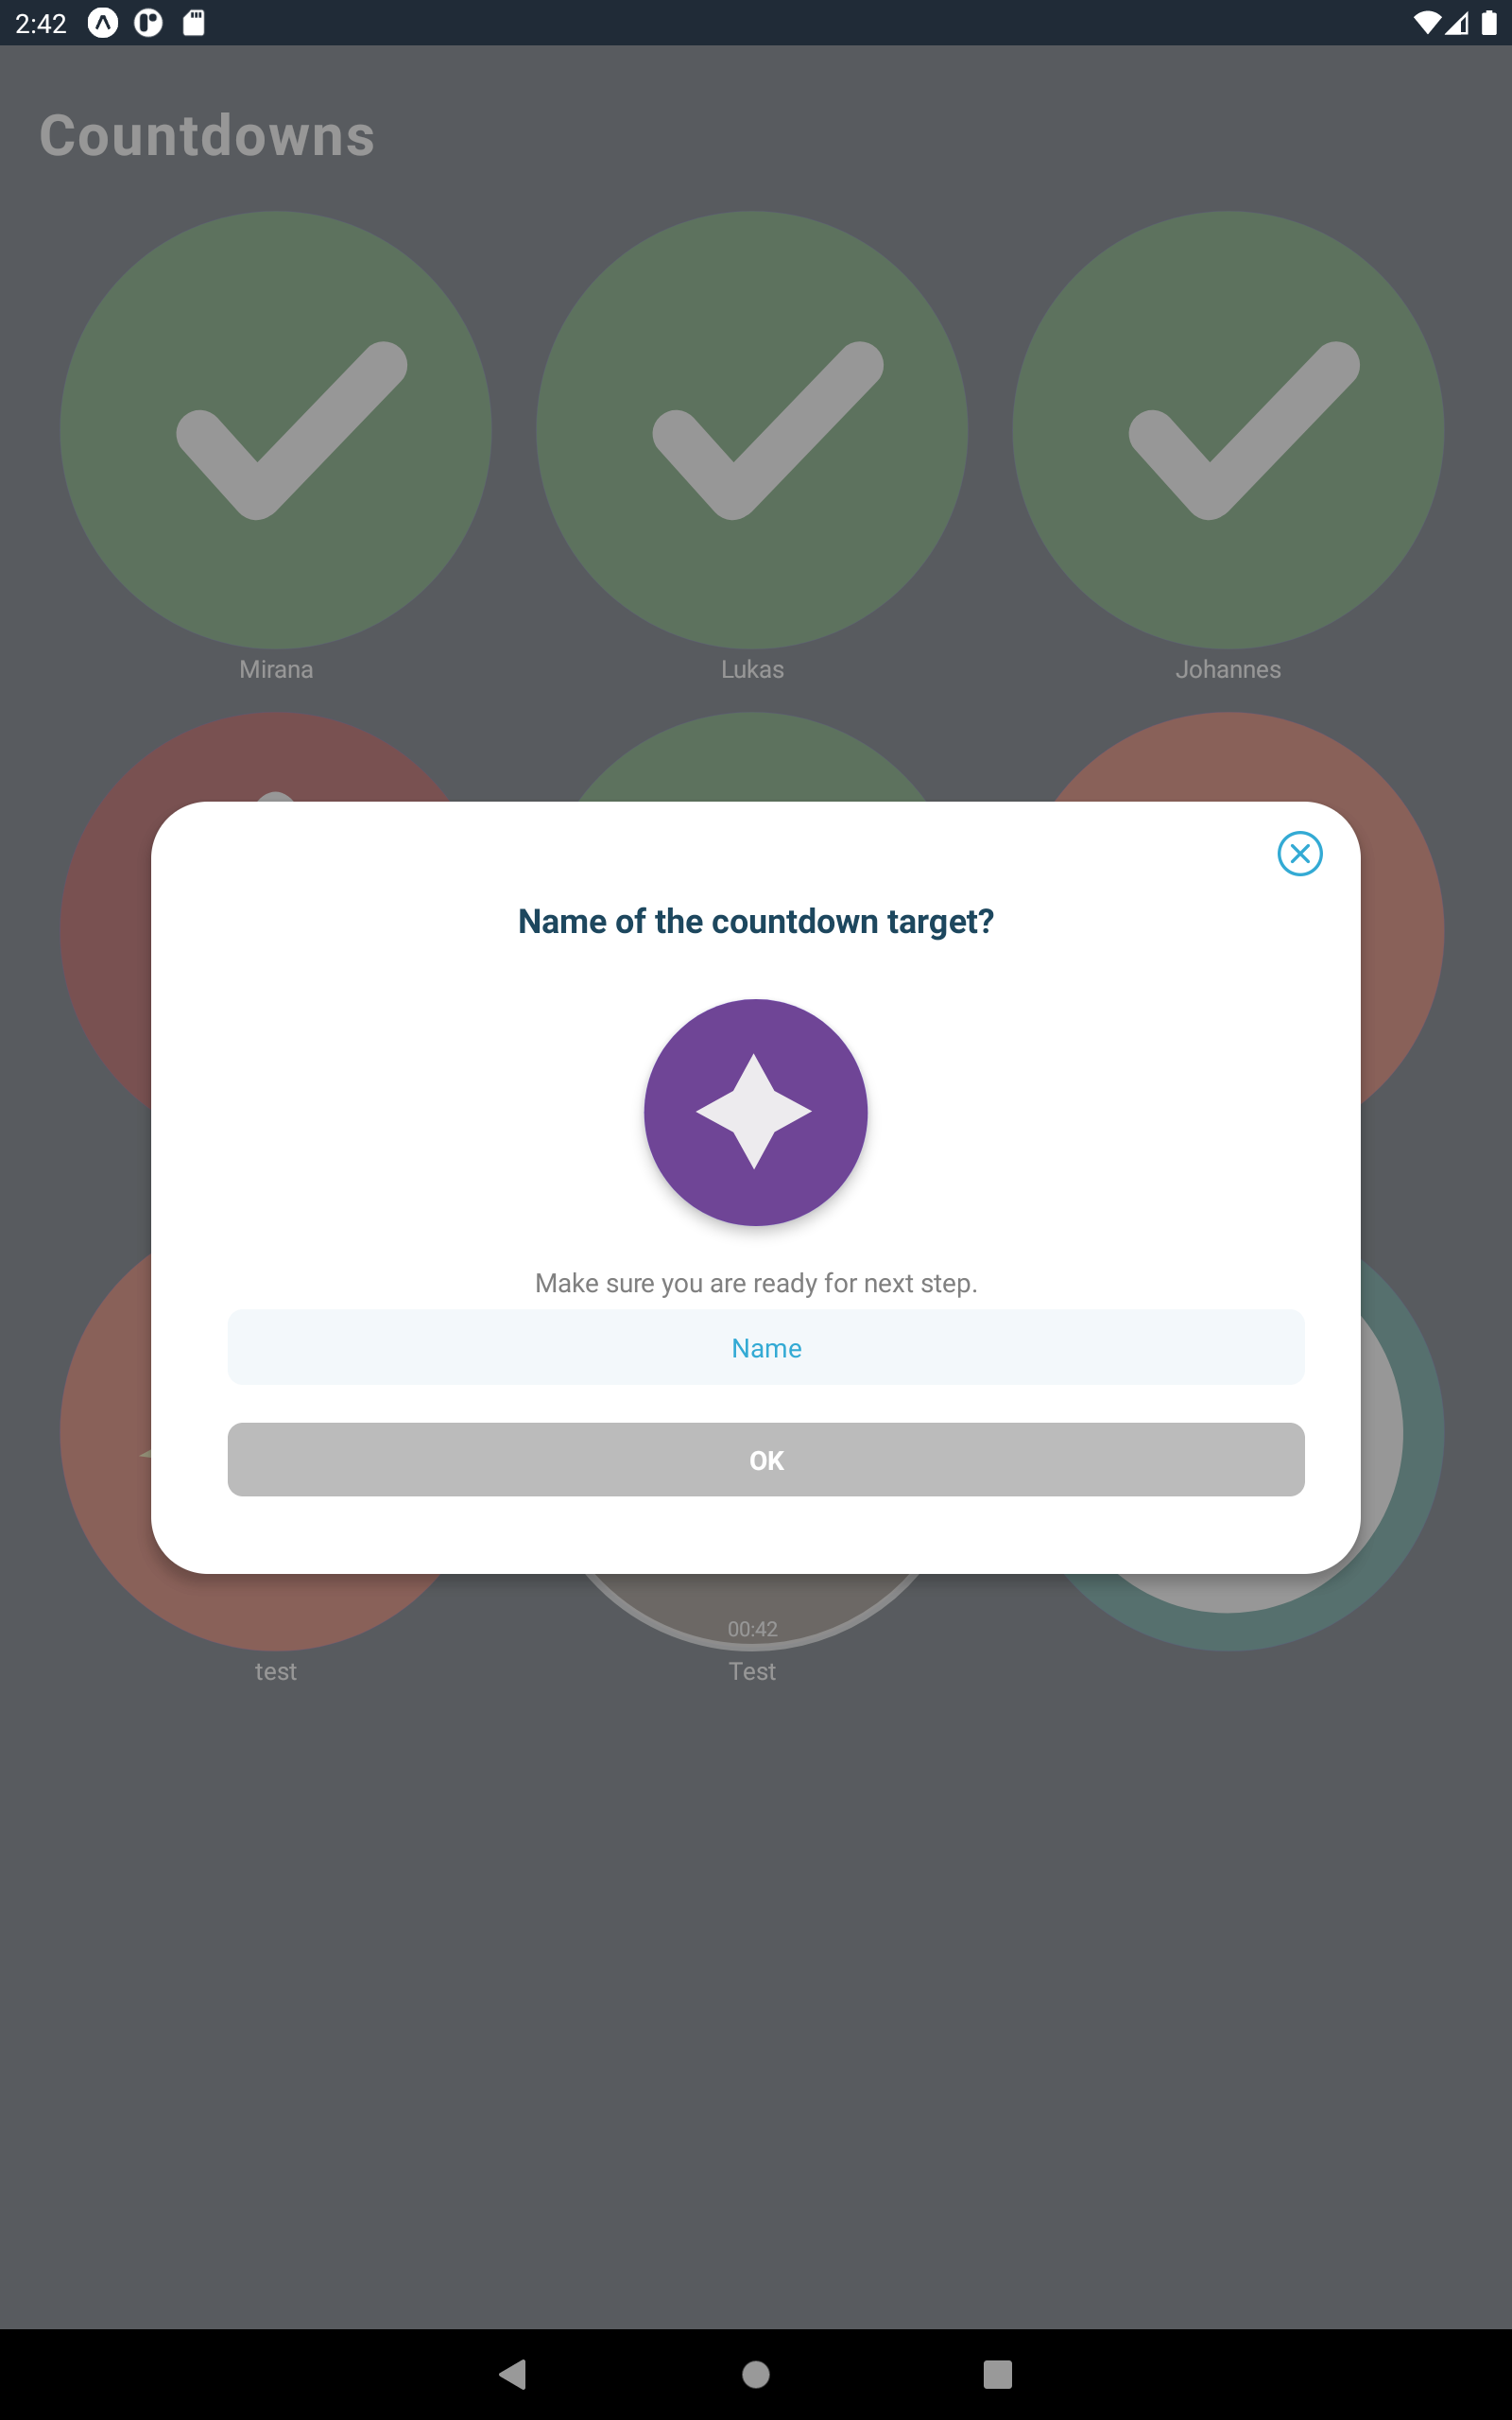 2:42
Countdowns
Mirana
Lukas
Johannes
Name of the countdown target?
Make sure you are ready for next step.
Name
OK
00:42
test
Test